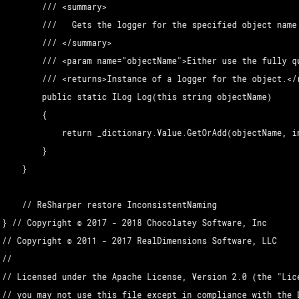 /// <summary>
/// Gets the logger for the specified object name
/// </summary>
/// <param name="objectName">Either use the fully qu
/// <returns>Instance of a logger for the object.</r
public static ILog Log(this string objectName)
{
return _dictionary.Value.GetOrAdd(objectName, in
}
}
// ReSharper restore InconsistentNaming
} // Copyright © 2017 - 2018 Chocolatey Software, Inc
// Copyright © 2011 - 2017 RealDimensions Software, LLC
//
// Licensed under the Apache License, Version 2.0 (the "Lice
// you may not use this file except in compliance with the L